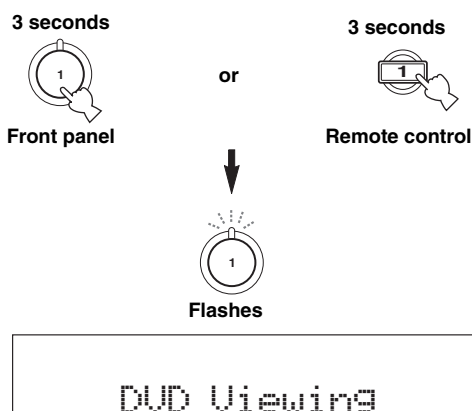 3 seconds
3 seconds
1
or
1
Front panel
Remote control
1
Flashes
DVD Viewing